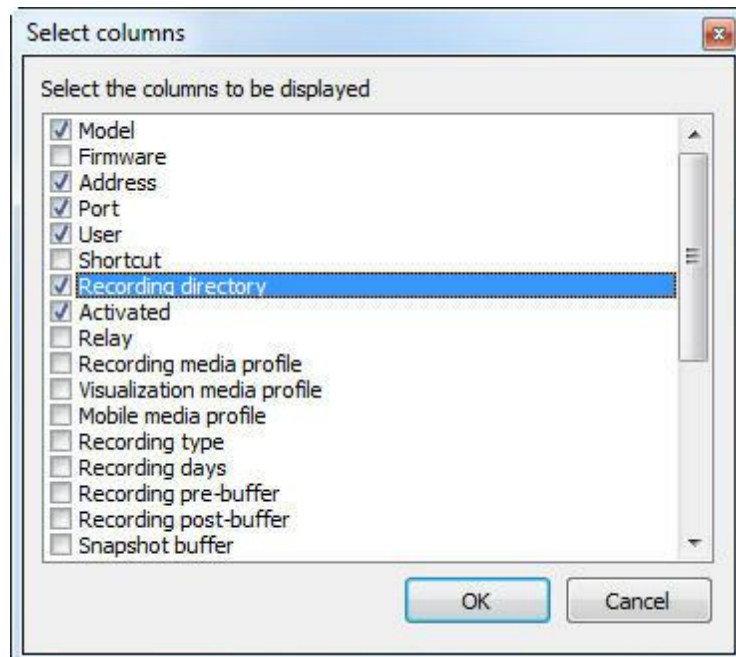 Select columns
Select the columns to be displayed
Model
Firmware
Address
Port
User
Shortcut
Recording directory
Activated
Relay
Recording media profile
Visualization media profile
Mobile media profile
Recording type
Recording days
Recording pre-buffer
Recording post-buffer
Snapshot buffer
OK Cancel